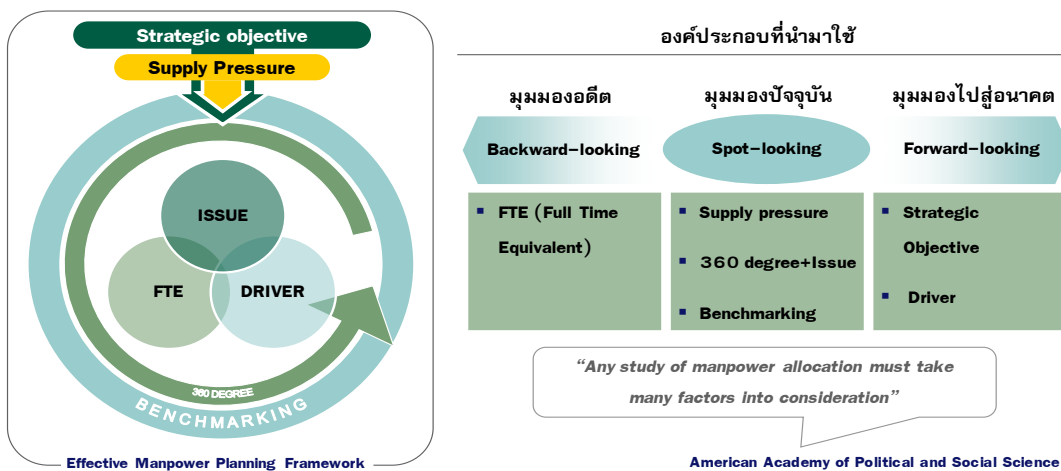 Strategic objective
Supply Pressure
ISSUE
FTE
DRIVER
360 DEGREE
BENCHMARKING
Effective Manpower Planning Framework
องค์ประกอบที่นำมาใช้
มุมมองอดีต
มุมมองปัจจุบัน
มุมมองไปสู่อนาคต
Backward-looking
Spot-looking
Forward-looking
▪ FTE (Full Time
Equivalent)
▪ Supply pressure
▪ 360 degree+Issue
▪ Benchmarking
▪ Strategic
Objective
▪ Driver
“Any study of manpower allocation must take
many factors into consideration”
American Academy of Political and Social Science